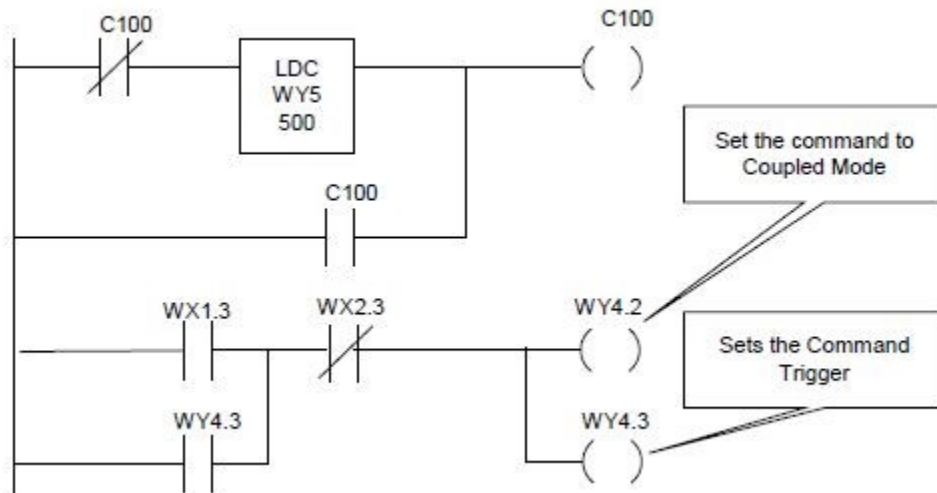 C100
C100
LDC
WY5
500
Set the command to
Coupled Mode
C100
WX1.3
WX2.3
WY4.2
Sets the Command
Trigger
WY4.3
WY4.3